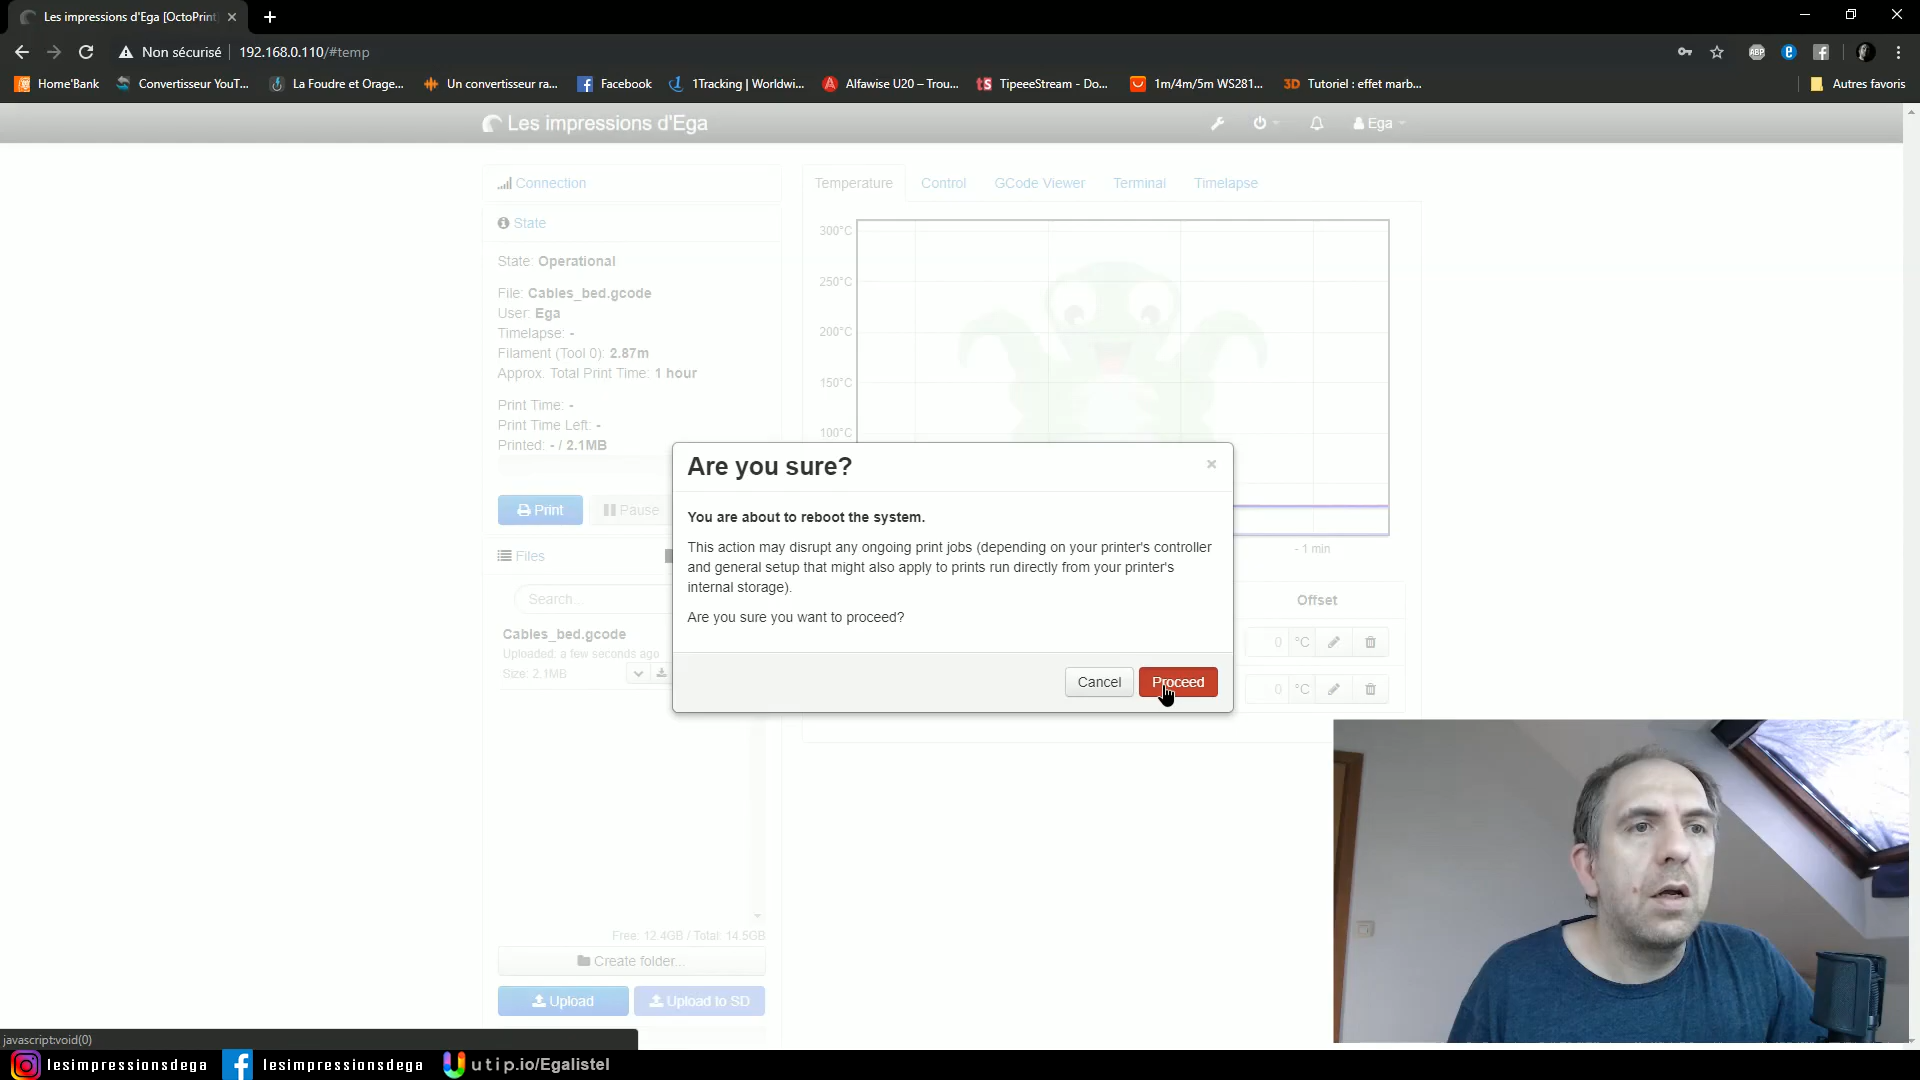 Les impressions d'Ega [OctoPrint
Non sécurisé
192.168.0.110/#temp
ABP
Home'Bank
Convertisseur YouT...
La Foudre et Orage...
Un convertisseur ra...
Facebook
1Tracking | Worldwi...
Alfawise U20 – Trou...
tS
TipeeeStream - Do...
1m/4m/5m WS281...
3D
Tutoriel : effet marb...
Autres favoris
Les impressions d'Ega
Ega
Connection
State
State: Operational
File: Cables_bed.gcode
User: Ega
Timelapse: -
Filament (Tool 0): 2.87m
Approx. Total Print Time: 1 hour
Print Time: -
Print Time Left: -
Printed: - / 2.1MB
Print
Pause
Files
Search...
Cables_bed.gcode
Uploaded: a few seconds ago
Size: 2.1MB
Free: 12.4GB / Total: 14.5GB
Create folder...
Upload
Upload to SD
Temperature
Control
GCode Viewer
Terminal
Timelapse
300°C
250°C
200°C
150°C
100°C
- 1 min
Offset
0 °C
0 °C
Are you sure?
×
You are about to reboot the system.
This action may disrupt any ongoing print jobs (depending on your printer's controller
and general setup that might also apply to prints run directly from your printer's
internal storage).
Are you sure you want to proceed?
Cancel
Proceed
javascript:void(0)
lesimpressionsdega
lesimpressionsdega
utip.io/Egalistel